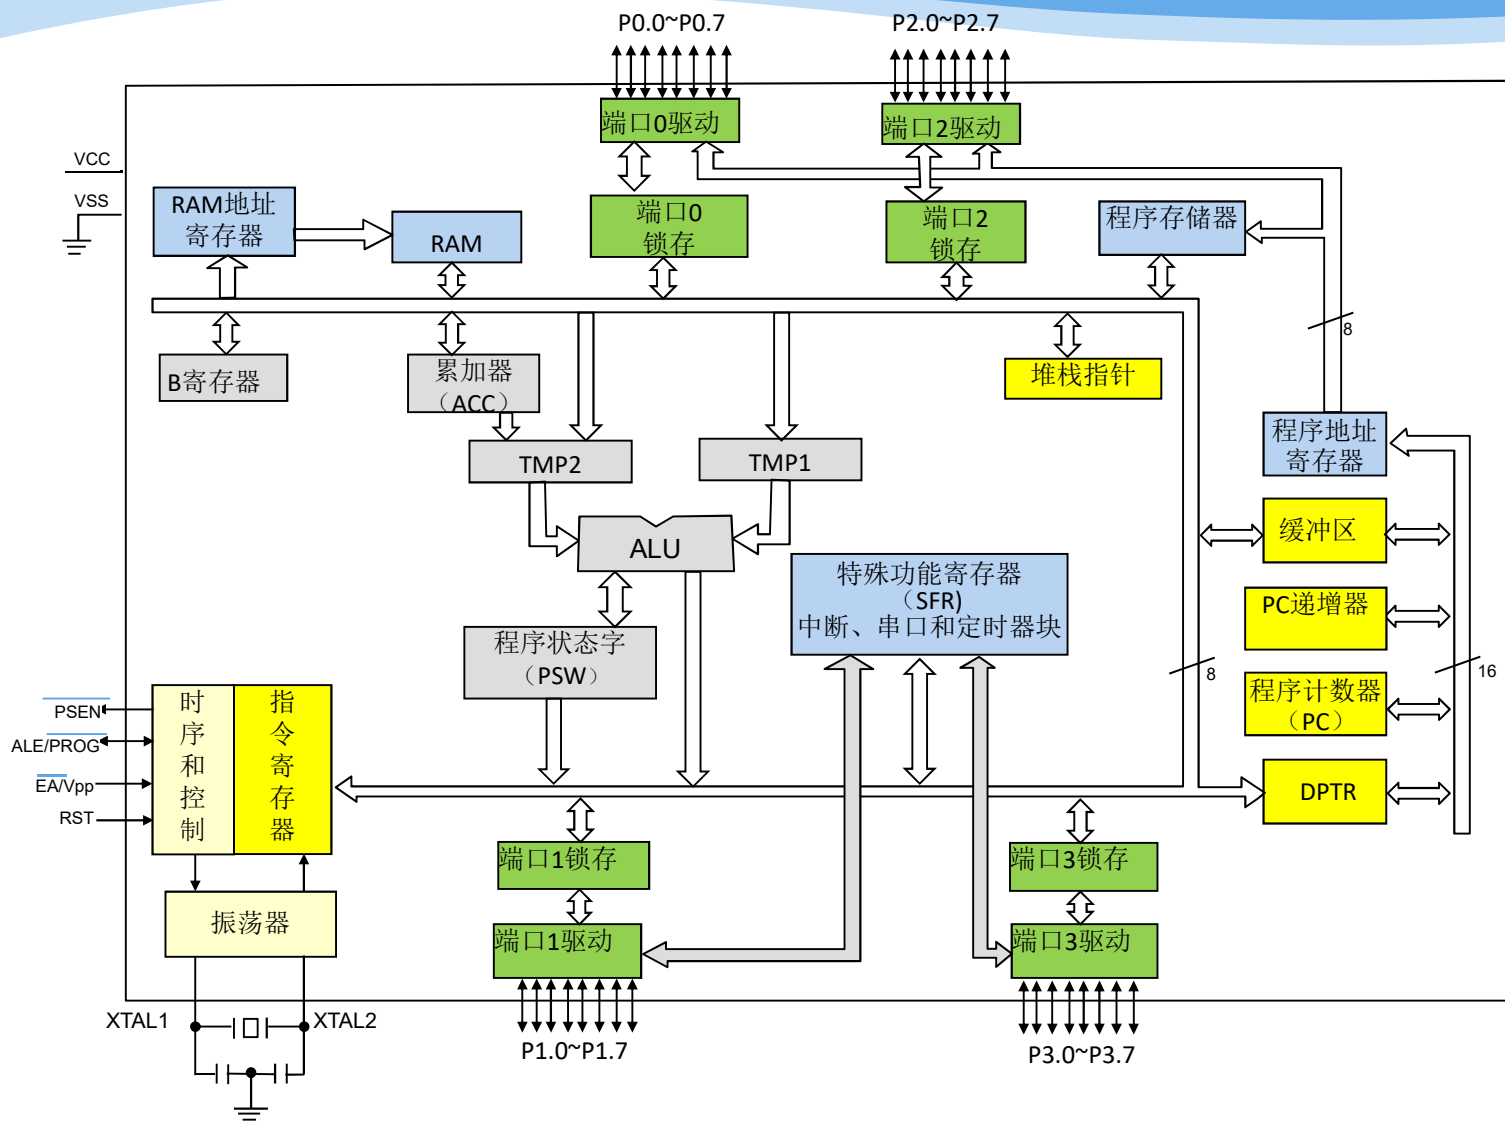 P0.0~P0.7
P2.0~P2.7
端口0驱动
端口2驱动
VCC
VSS
RAM地址
寄存器
RAM
端口0
锁存
端口2
锁存
程序存储器
8
B寄存器
累加器
（ACC）
堆栈指针
TMP2
TMP1
程序地址
寄存器
ALU
缓冲区
特殊功能寄存器
（SFR)
中断、串口和定时器块
PC递增器
程序状态字
（PSW）
8
16
程序计数器
（PC）
PSEN
ALE/PROG
EA/Vpp
RST
时序和控制
指令寄存器
DPTR
端口1锁存
端口3锁存
振荡器
端口1驱动
端口3驱动
XTAL1
XTAL2
P1.0~P1.7
P3.0~P3.7